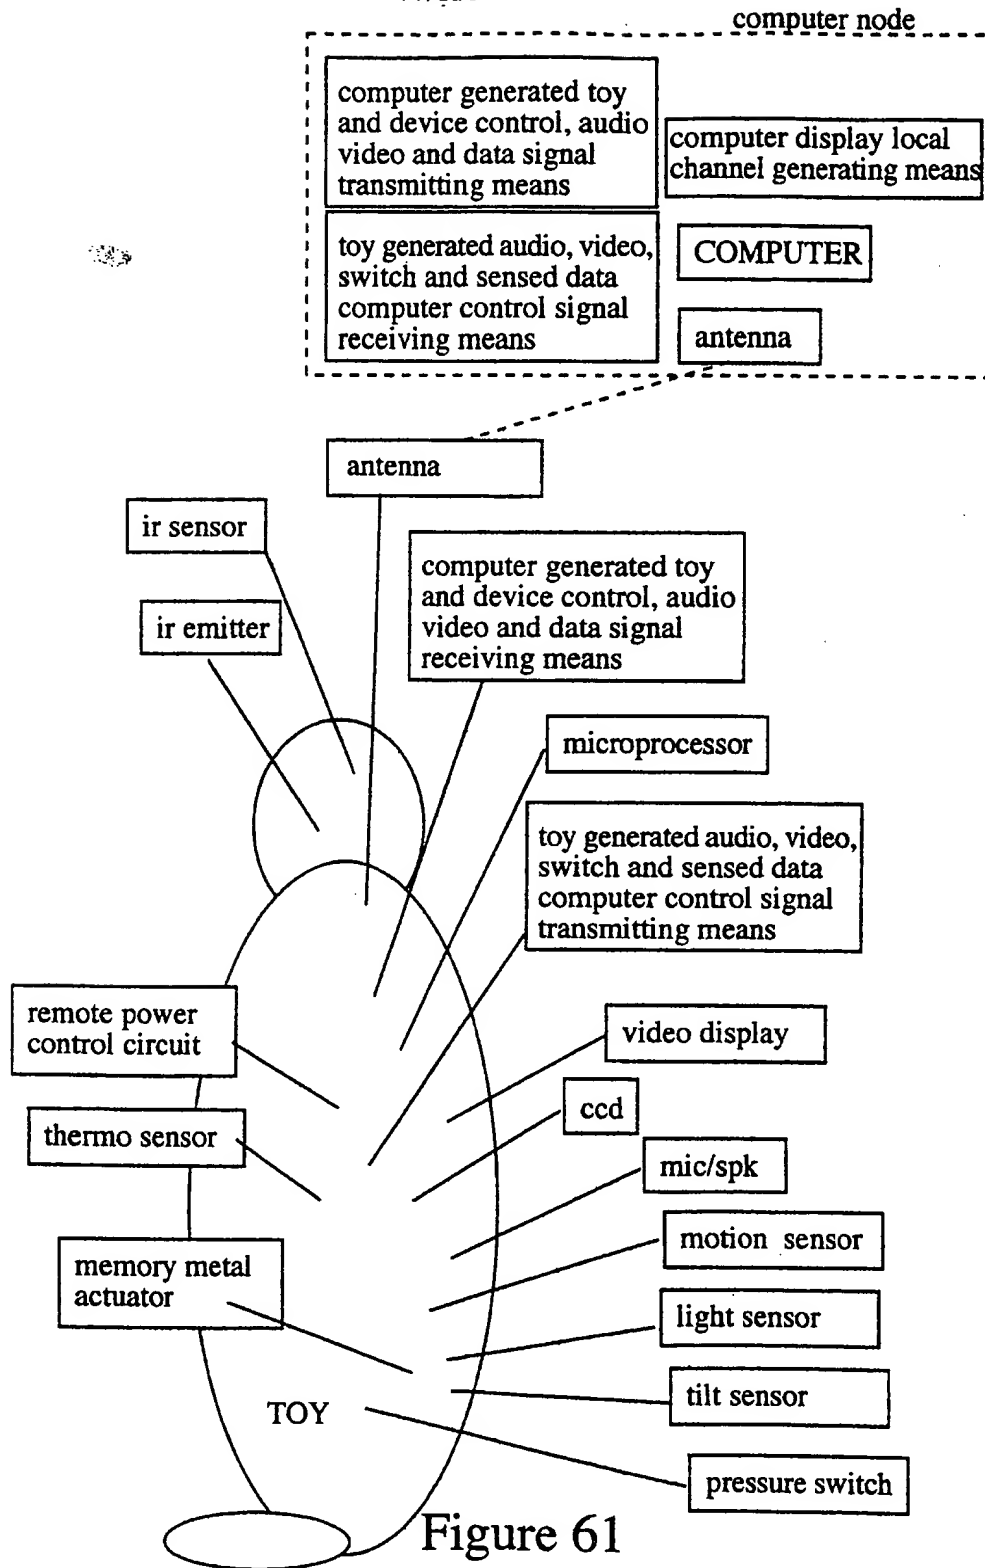 computer node
computer generated toy
and device control, audio
video and data signal
transmitting means
computer display local
channel generating means
toy generated audio, video,
switch and sensed data
computer control signal
receiving means
COMPUTER
antenna
antenna
ir sensor
ir emitter
computer generated toy
and device control, audio
video and data signal
receiving means
microprocessor
toy generated audio, video,
switch and sensed data
computer control signal
transmitting means
remote power
control circuit
video display
thermo sensor
ccd
mic/spk
motion sensor
memory metal
actuator
light sensor
tilt sensor
TOY
pressure switch
Figure 61